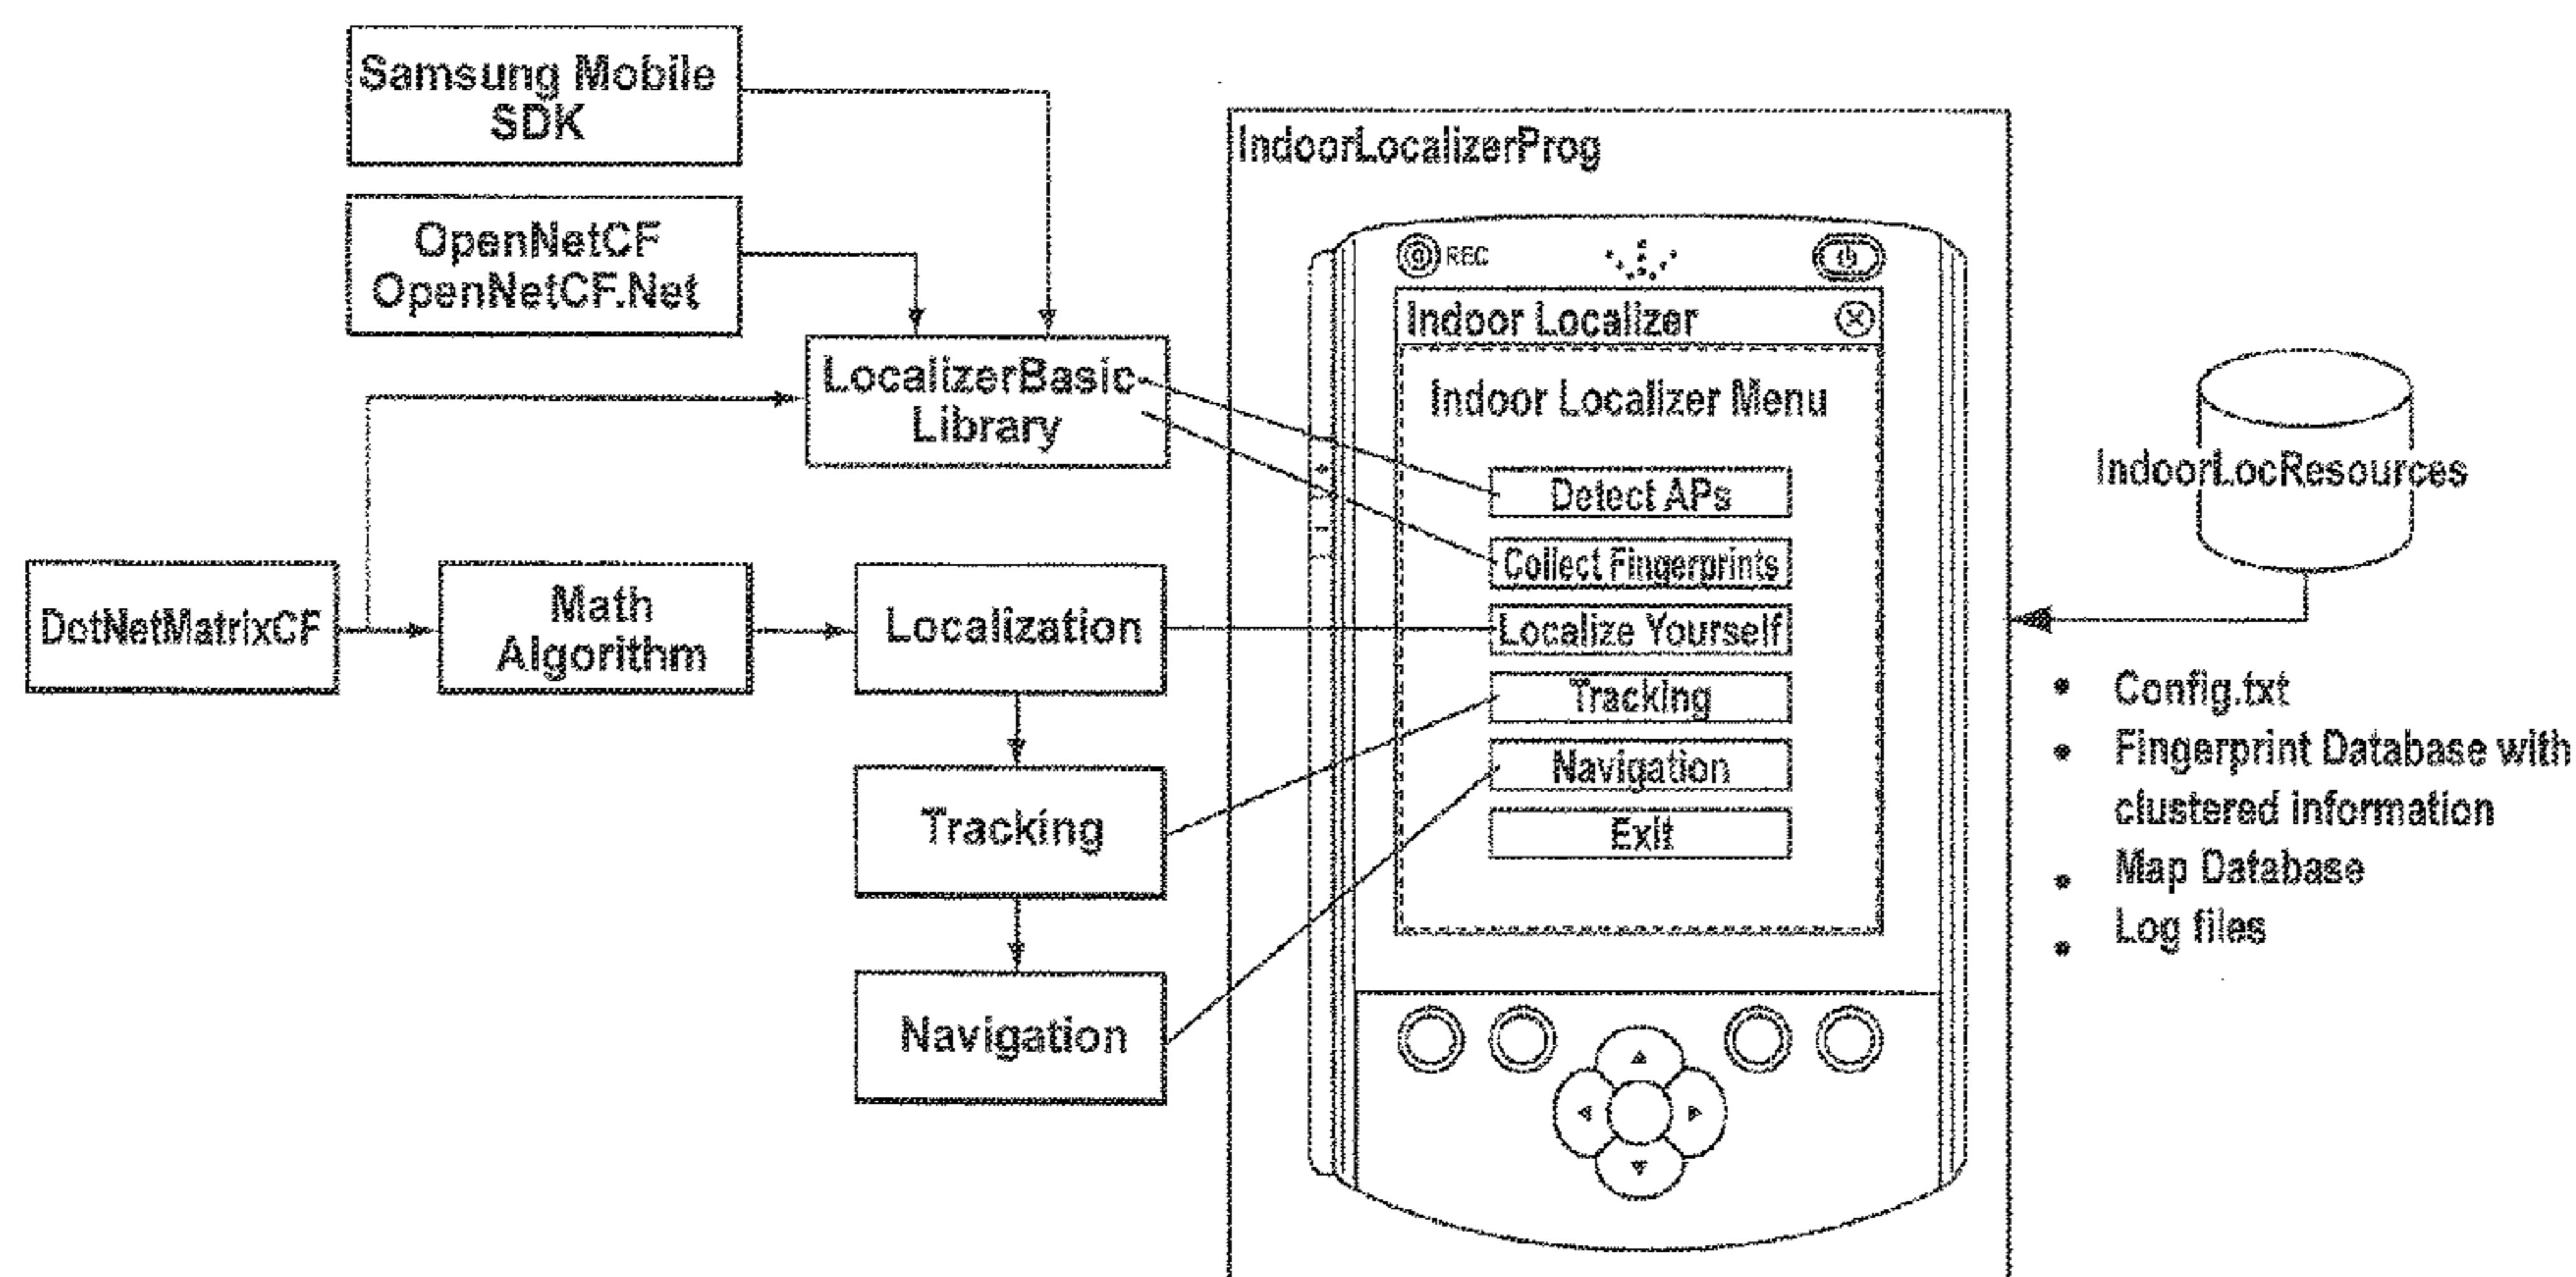 Samsung Mobile
SDK
OpenNetCF
OpenNetCF.Net
LocalizerBasic
Library
DotNetMatrixCF
Math
Algorithm
Localization
Tracking
Navigation
IndoorLocalizerProg
REC
Indoor Localizer
Indoor Localizer Menu
Detect APs
Collect Fingerprints
Localize Yourself
Tracking
Navigation
Exit
IndoorLocResources
• Config.txt
• Fingerprint Database with
clustered information
• Map Database
• Log files